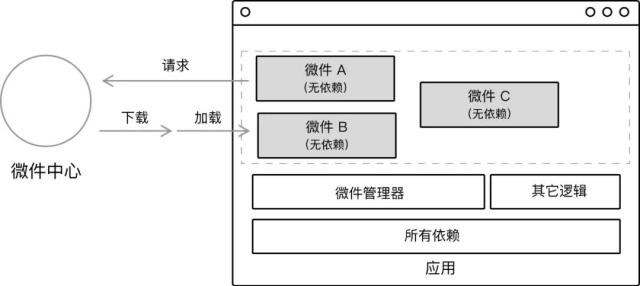 请求
下载
加载
微件中心
微件 A
(无依赖)
微件 B
(无依赖)
微件 C
(无依赖)
微件管理器
其它逻辑
所有依赖
应用